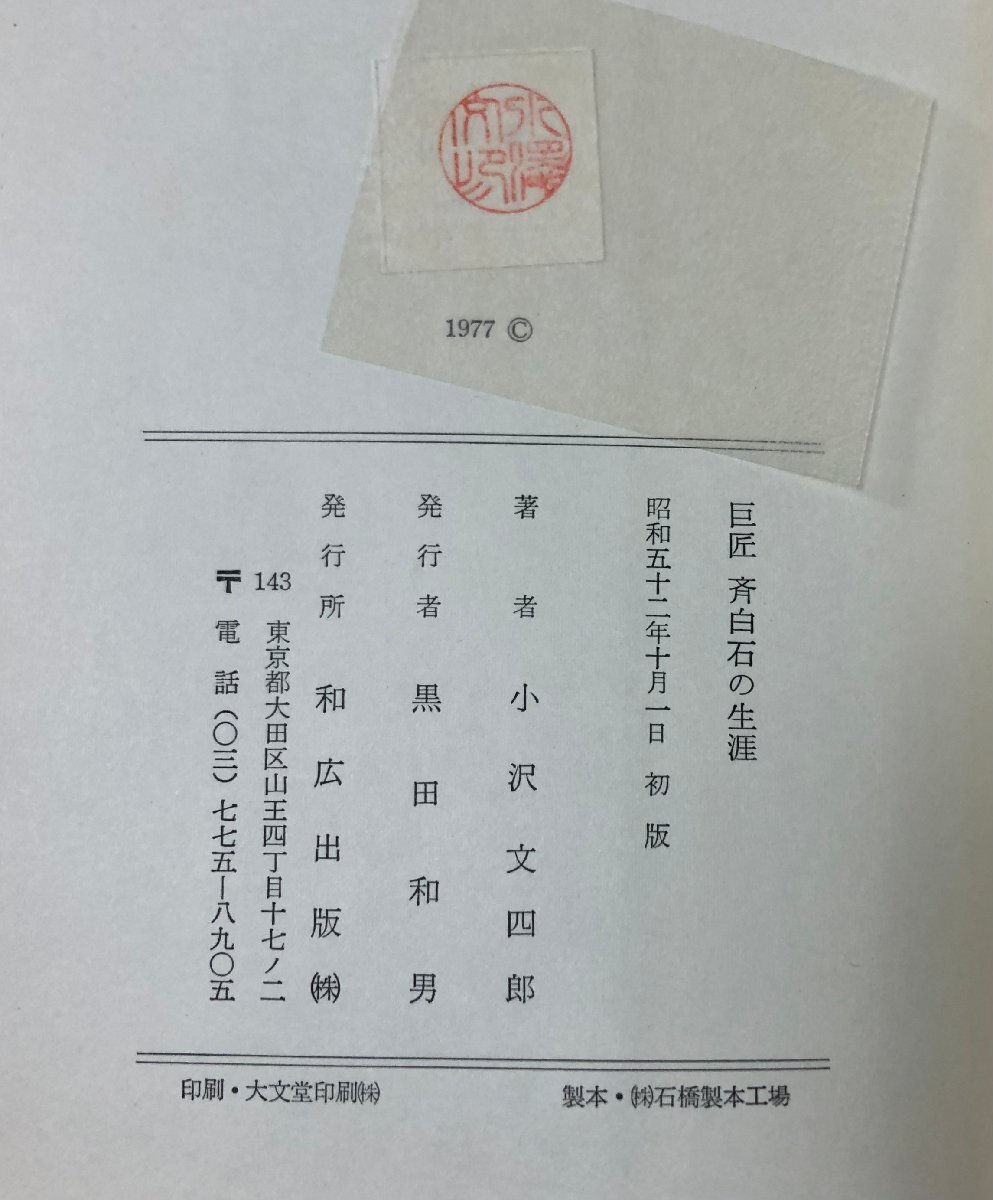 1977 ©
巨匠 斉白石の生涯
昭和五十二年十月一日 初版
著者 小沢文四郎
発行者 黒田和男
発行所 和広出版㈱
〒 143
東京都大田区山王四丁目十七ノ二
電話(〇三)七七五ー八九〇五
印刷・大文堂印刷㈱
製本・㈱石橋製本工場